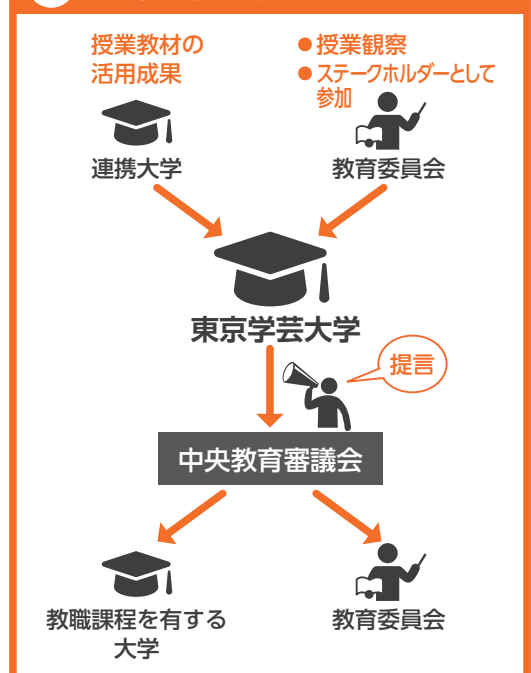 授業教材の
活用成果
●授業観察
●ステークホルダーとして
参加
連携大学
教育委員会
東京学芸大学
提言
中央教育審議会
教職課程を有する
大学
教育委員会